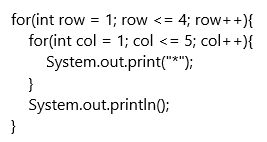 for(int row = 1; row <= 4; row++){
for(int col = 1; col <= 5; col++){
System.out.print("*");
}
System.out.println();
}